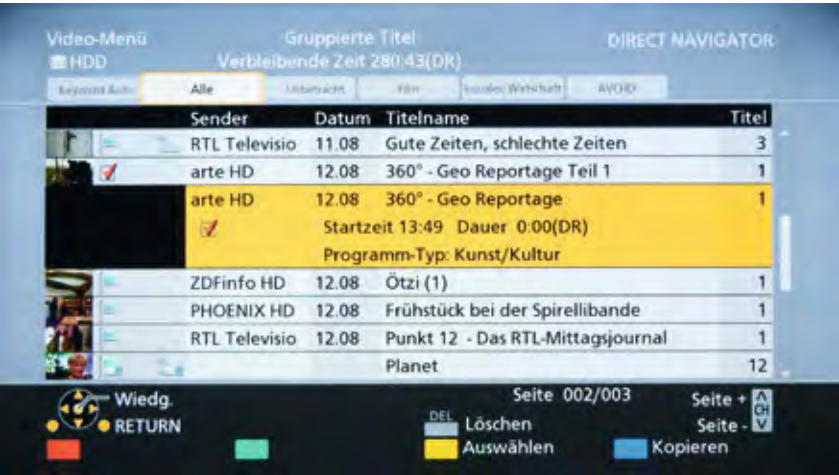 Video-Menü Gruppierte Titel DIRECT NAVIGATOR
HDD Verbleibende Zeit 280:43(DR)
Alle Unbetracht. Film Soziales/Wirtschaft AVCHD
Sender Datum Titelname Titel
RTL Televisio 11.08 Gute Zeiten, schlechte Zeiten 3
arte HD 12.08 360° - Geo Reportage Teil 1 1
arte HD 12.08 360° - Geo Reportage 1
Startzeit 13:49 Dauer 0:00(DR)
Programm-Typ: Kunst/Kultur
ZDFinfo HD 12.08 Ötzi (1) 1
PHOENIX HD 12.08 Frühstück bei der Spirellibande 1
RTL Televisio 12.08 Punkt 12 - Das RTL-Mittagsjournal 1
Planet 12
Wiedg. Seite 002/003 Seite + CH
RETURN DEL Löschen Seite -
Auswählen Kopieren